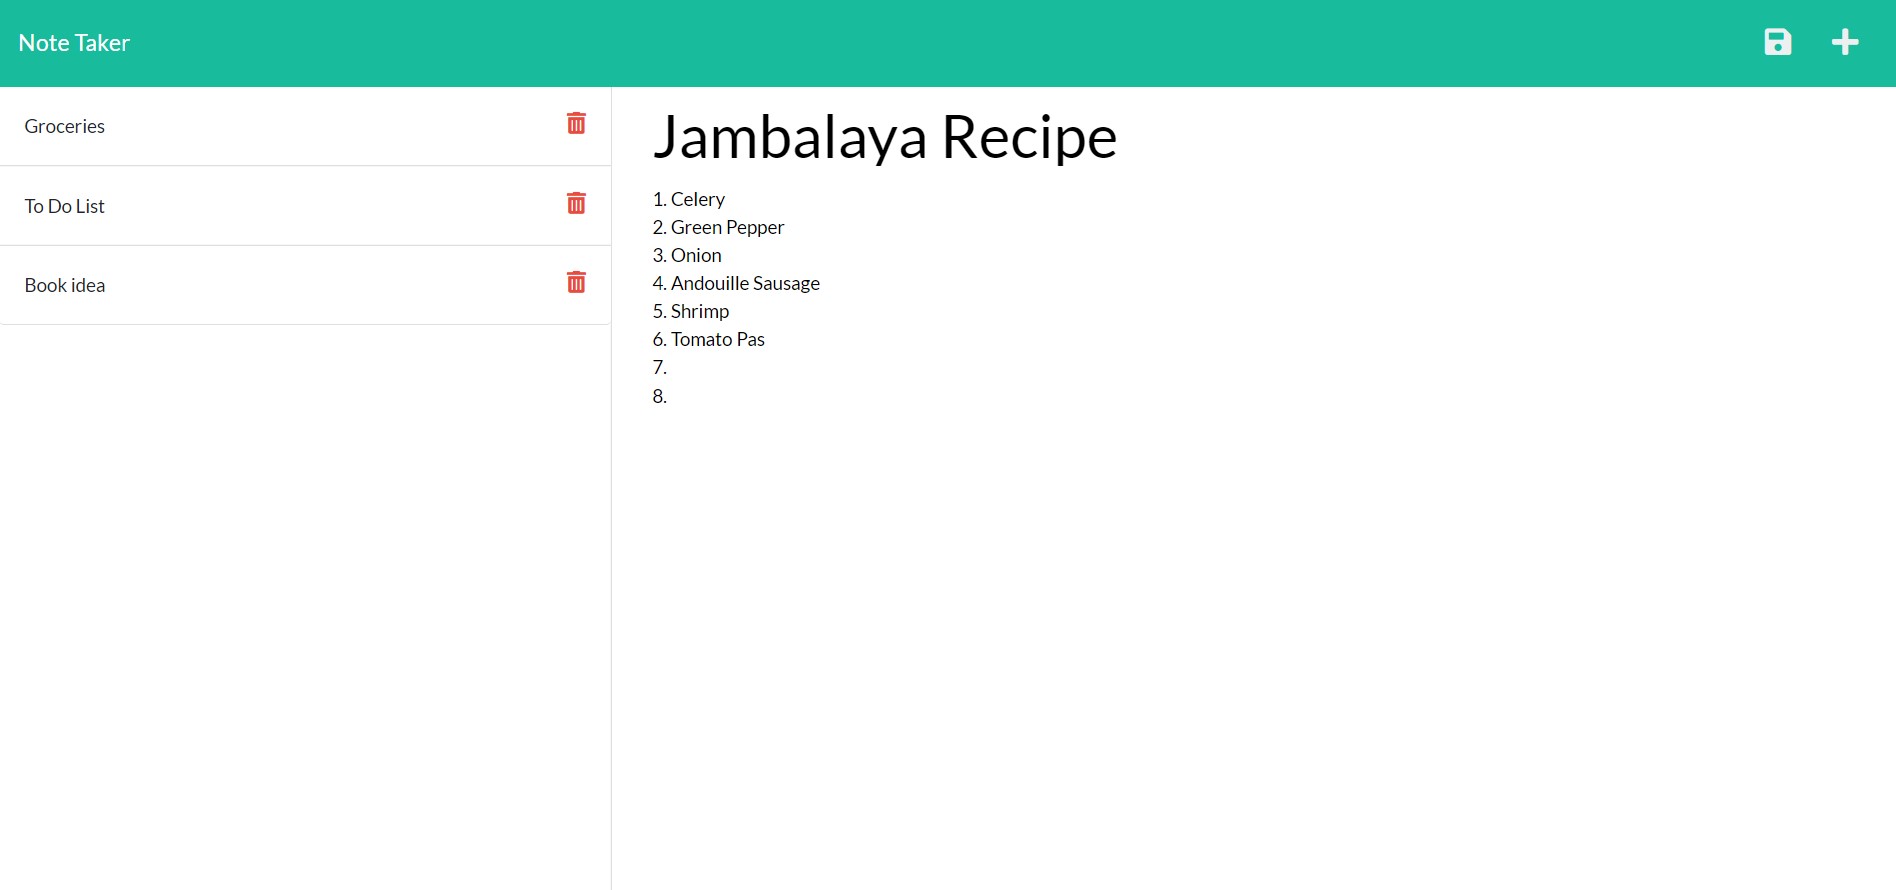 Note Taker
Groceries
To Do List
Book idea
Jambalaya Recipe
1. Celery
2. Green Pepper
3. Onion
4. Andouille Sausage
5. Shrimp
6. Tomato Pas
7.
8.